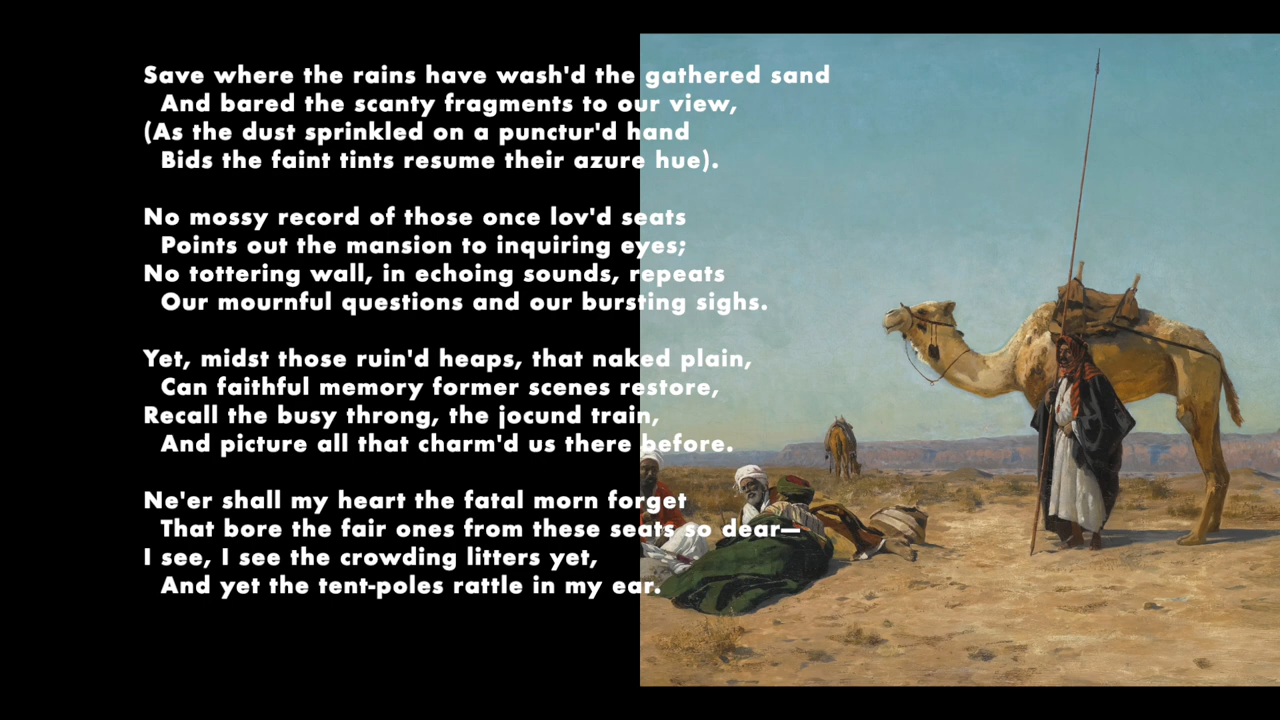 Save where the rains have wash'd the gathered sand
And bared the scanty fragments to our view,
(As the dust sprinkled on a punctur'd hand
Bids the faint tints resume their azure hue).
No mossy record of those once lov'd seats
Points out the mansion to inquiring eyes;
No tottering wall, in echoing sounds, repeats
Our mournful questions and our bursting sighs.
Yet, midst those ruin'd heaps, that naked plain,
Can faithful memory former scenes restore,
Recall the busy throng, the jocund train,
And picture all that charm'd us there before.
Ne'er shall my heart the fatal morn forget
That bore the fair ones from these seats so dear—
I see, I see the crowding litters yet,
And yet the tent-poles rattle in my ear.